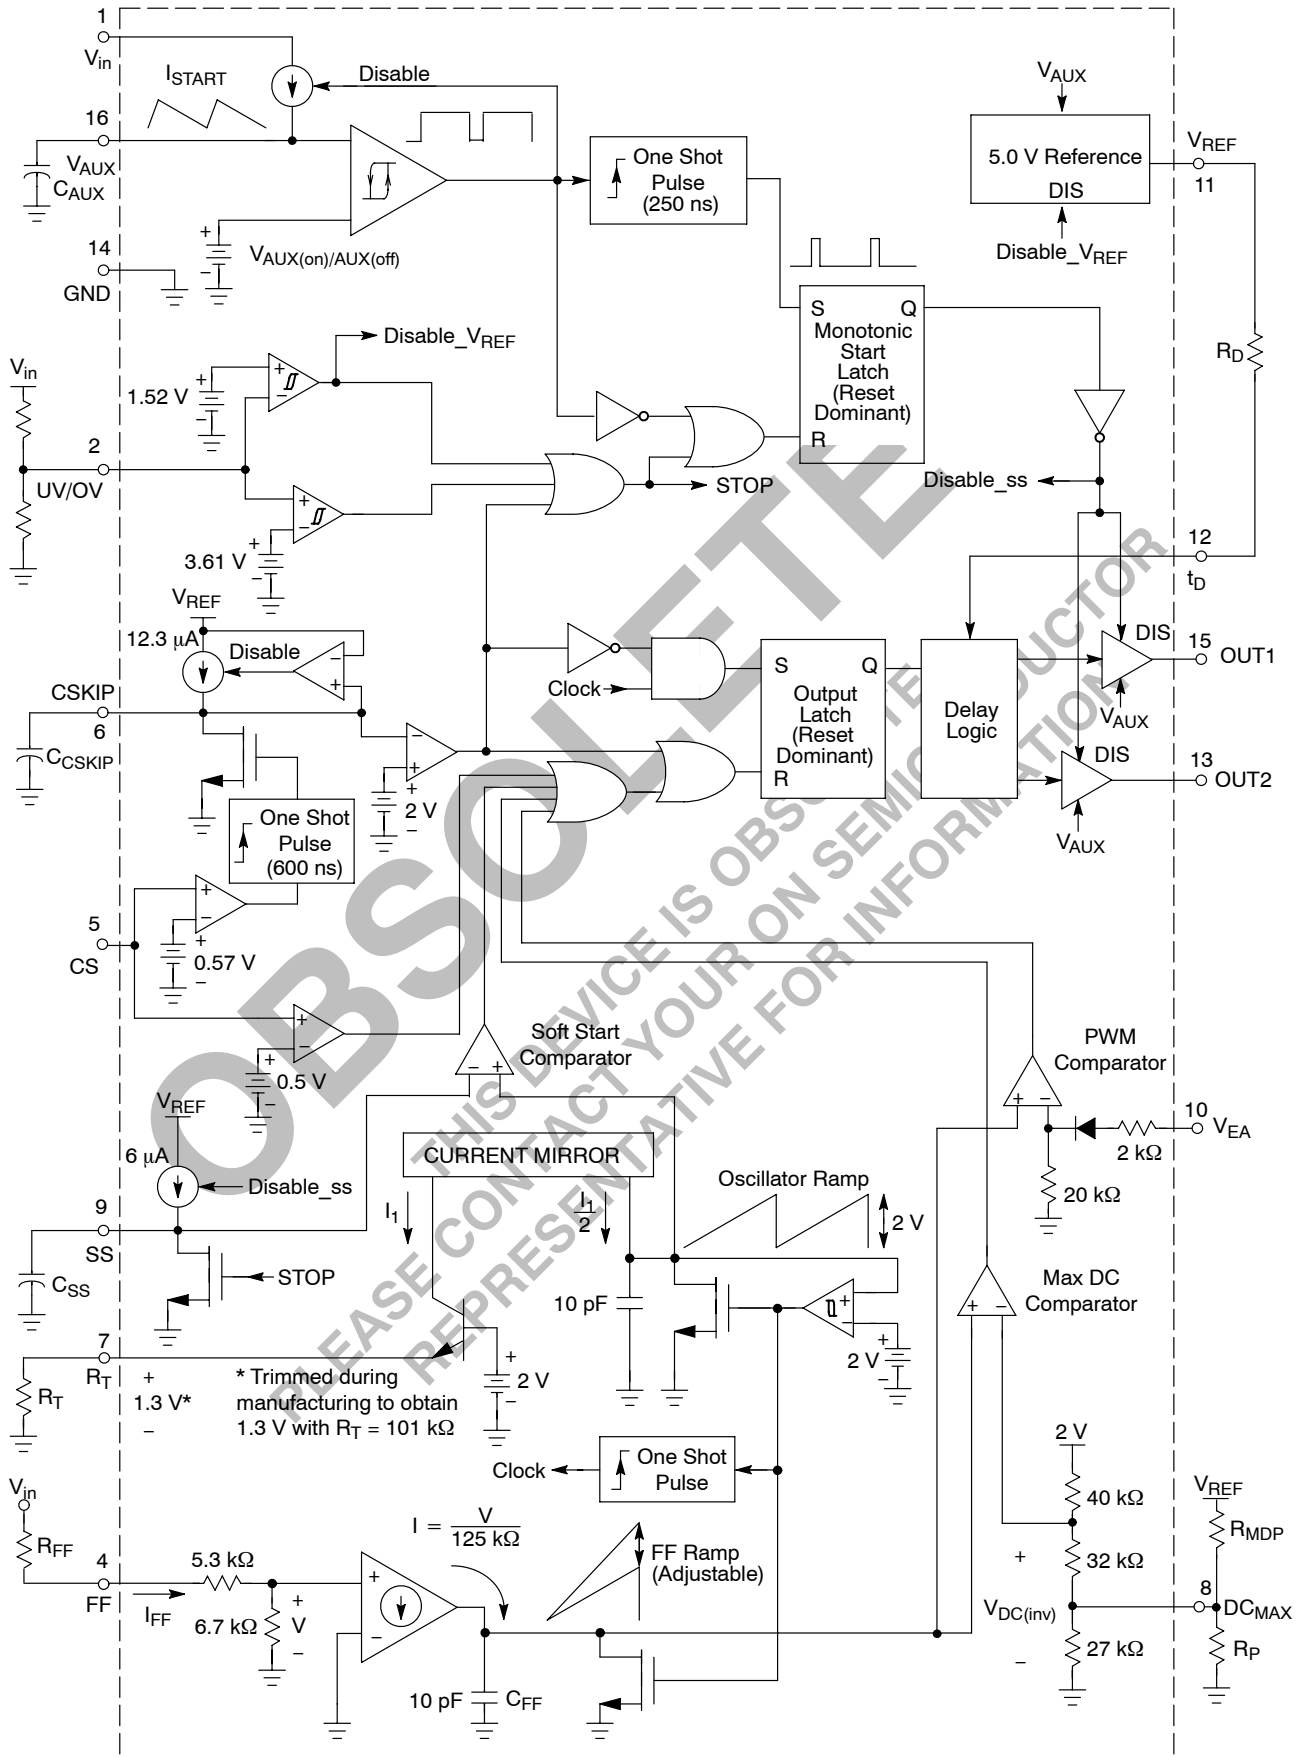 1
Vin
ISTART
Disable
16
VAUX
CAUX
VAUX(on)/AUX(off)
One Shot
Pulse
(250 ns)
VAUX
5.0 V Reference
DIS
Disable_VREF
VREF
11
14
GND
Disable_VREF
S
Q
Monotonic
Start
Latch
(Reset
Dominant)
R
RD
Vin
1.52 V
+
−
+
−
2
UV/OV
+
−
3.61 V
+
−
STOP
Disable_ss
12
tD
VREF
12.3 μA
Disable
−
+
CSKIP
6
CCSKIP
−
+
+
2 V
−
One Shot
Pulse
(600 ns)
Clock
S
Q
Output
Latch
(Reset
Dominant)
R
Delay
Logic
DIS
15
OUT1
VAUX
DIS
13
OUT2
VAUX
5
CS
+
−
+
0.57 V
−
+
−
+
0.5 V
−
Soft Start
Comparator
−
+
PWM
Comparator
+
−
10
VEA
2 kΩ
20 kΩ
VREF
6 μA
Disable_ss
9
SS
CSS
STOP
CURRENT MIRROR
I1
I1
2
Oscillator Ramp
2 V
10 pF
+
−
+
2 V
−
Max DC
Comparator
+
−
7
RT
RT
+
1.3 V*
−
* Trimmed during
manufacturing to obtain
1.3 V with RT = 101 kΩ
+
2 V
−
Clock
One Shot
Pulse
2 V
40 kΩ
+
32 kΩ
VDC(inv)
−
27 kΩ
VREF
RMDP
8
DCMAX
RP
Vin
RFF
4
FF
IFF
5.3 kΩ
6.7 kΩ
+
V
−
+
−
I = V
125 kΩ
FF Ramp
(Adjustable)
10 pF
CFF
OBSOLETE
THIS DEVICE IS OBSOLETE
PLEASE CONTACT YOUR ON SEMICONDUCTOR
REPRESENTATIVE FOR INFORMATION